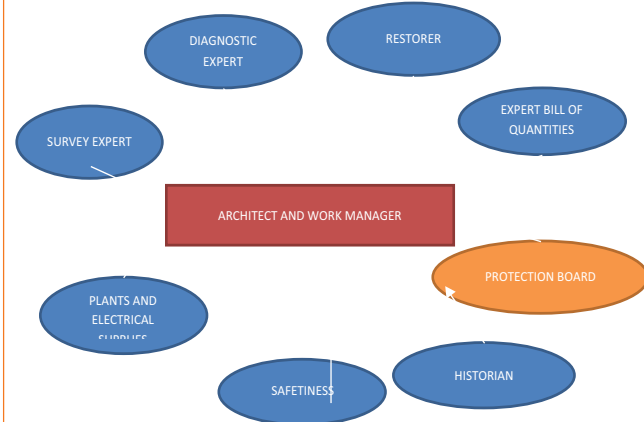 DIAGNOSTIC
EXPERT
RESTORER
EXPERT BILL OF
QUANTITIES
SURVEY EXPERT
ARCHITECT AND WORK MANAGER
PROTECTION BOARD
PLANTS AND
ELECTRICAL
SUPPLIES
HISTORIAN
SAFETINESS